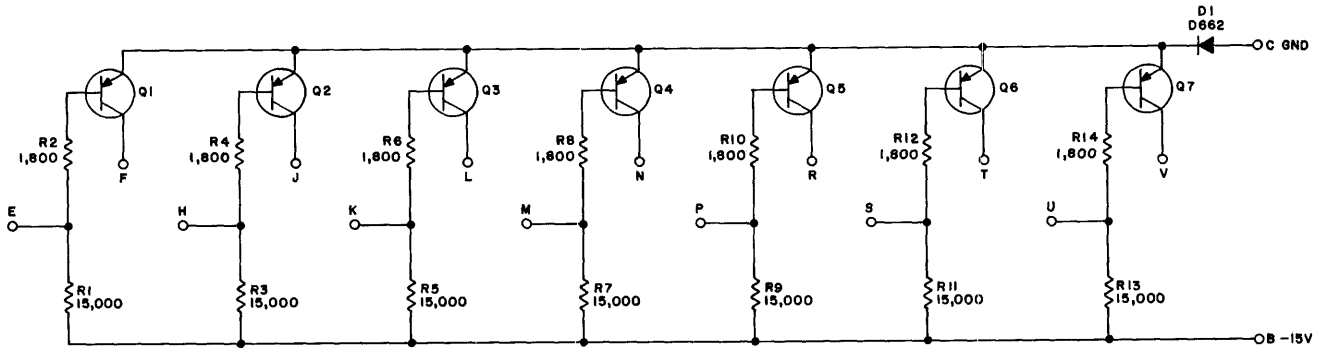 D1
D662
C GND
Q1
Q2
Q3
Q4
Q5
Q6
Q7
R2
1,800
R4
1,800
R6
1,800
R8
1,800
R10
1,800
R12
1,800
R14
1,800
F
J
L
N
R
T
V
E
H
K
M
P
S
U
R1
15,000
R3
15,000
R5
15,000
R7
15,000
R9
15,000
R11
15,000
R13
15,000
B -15V